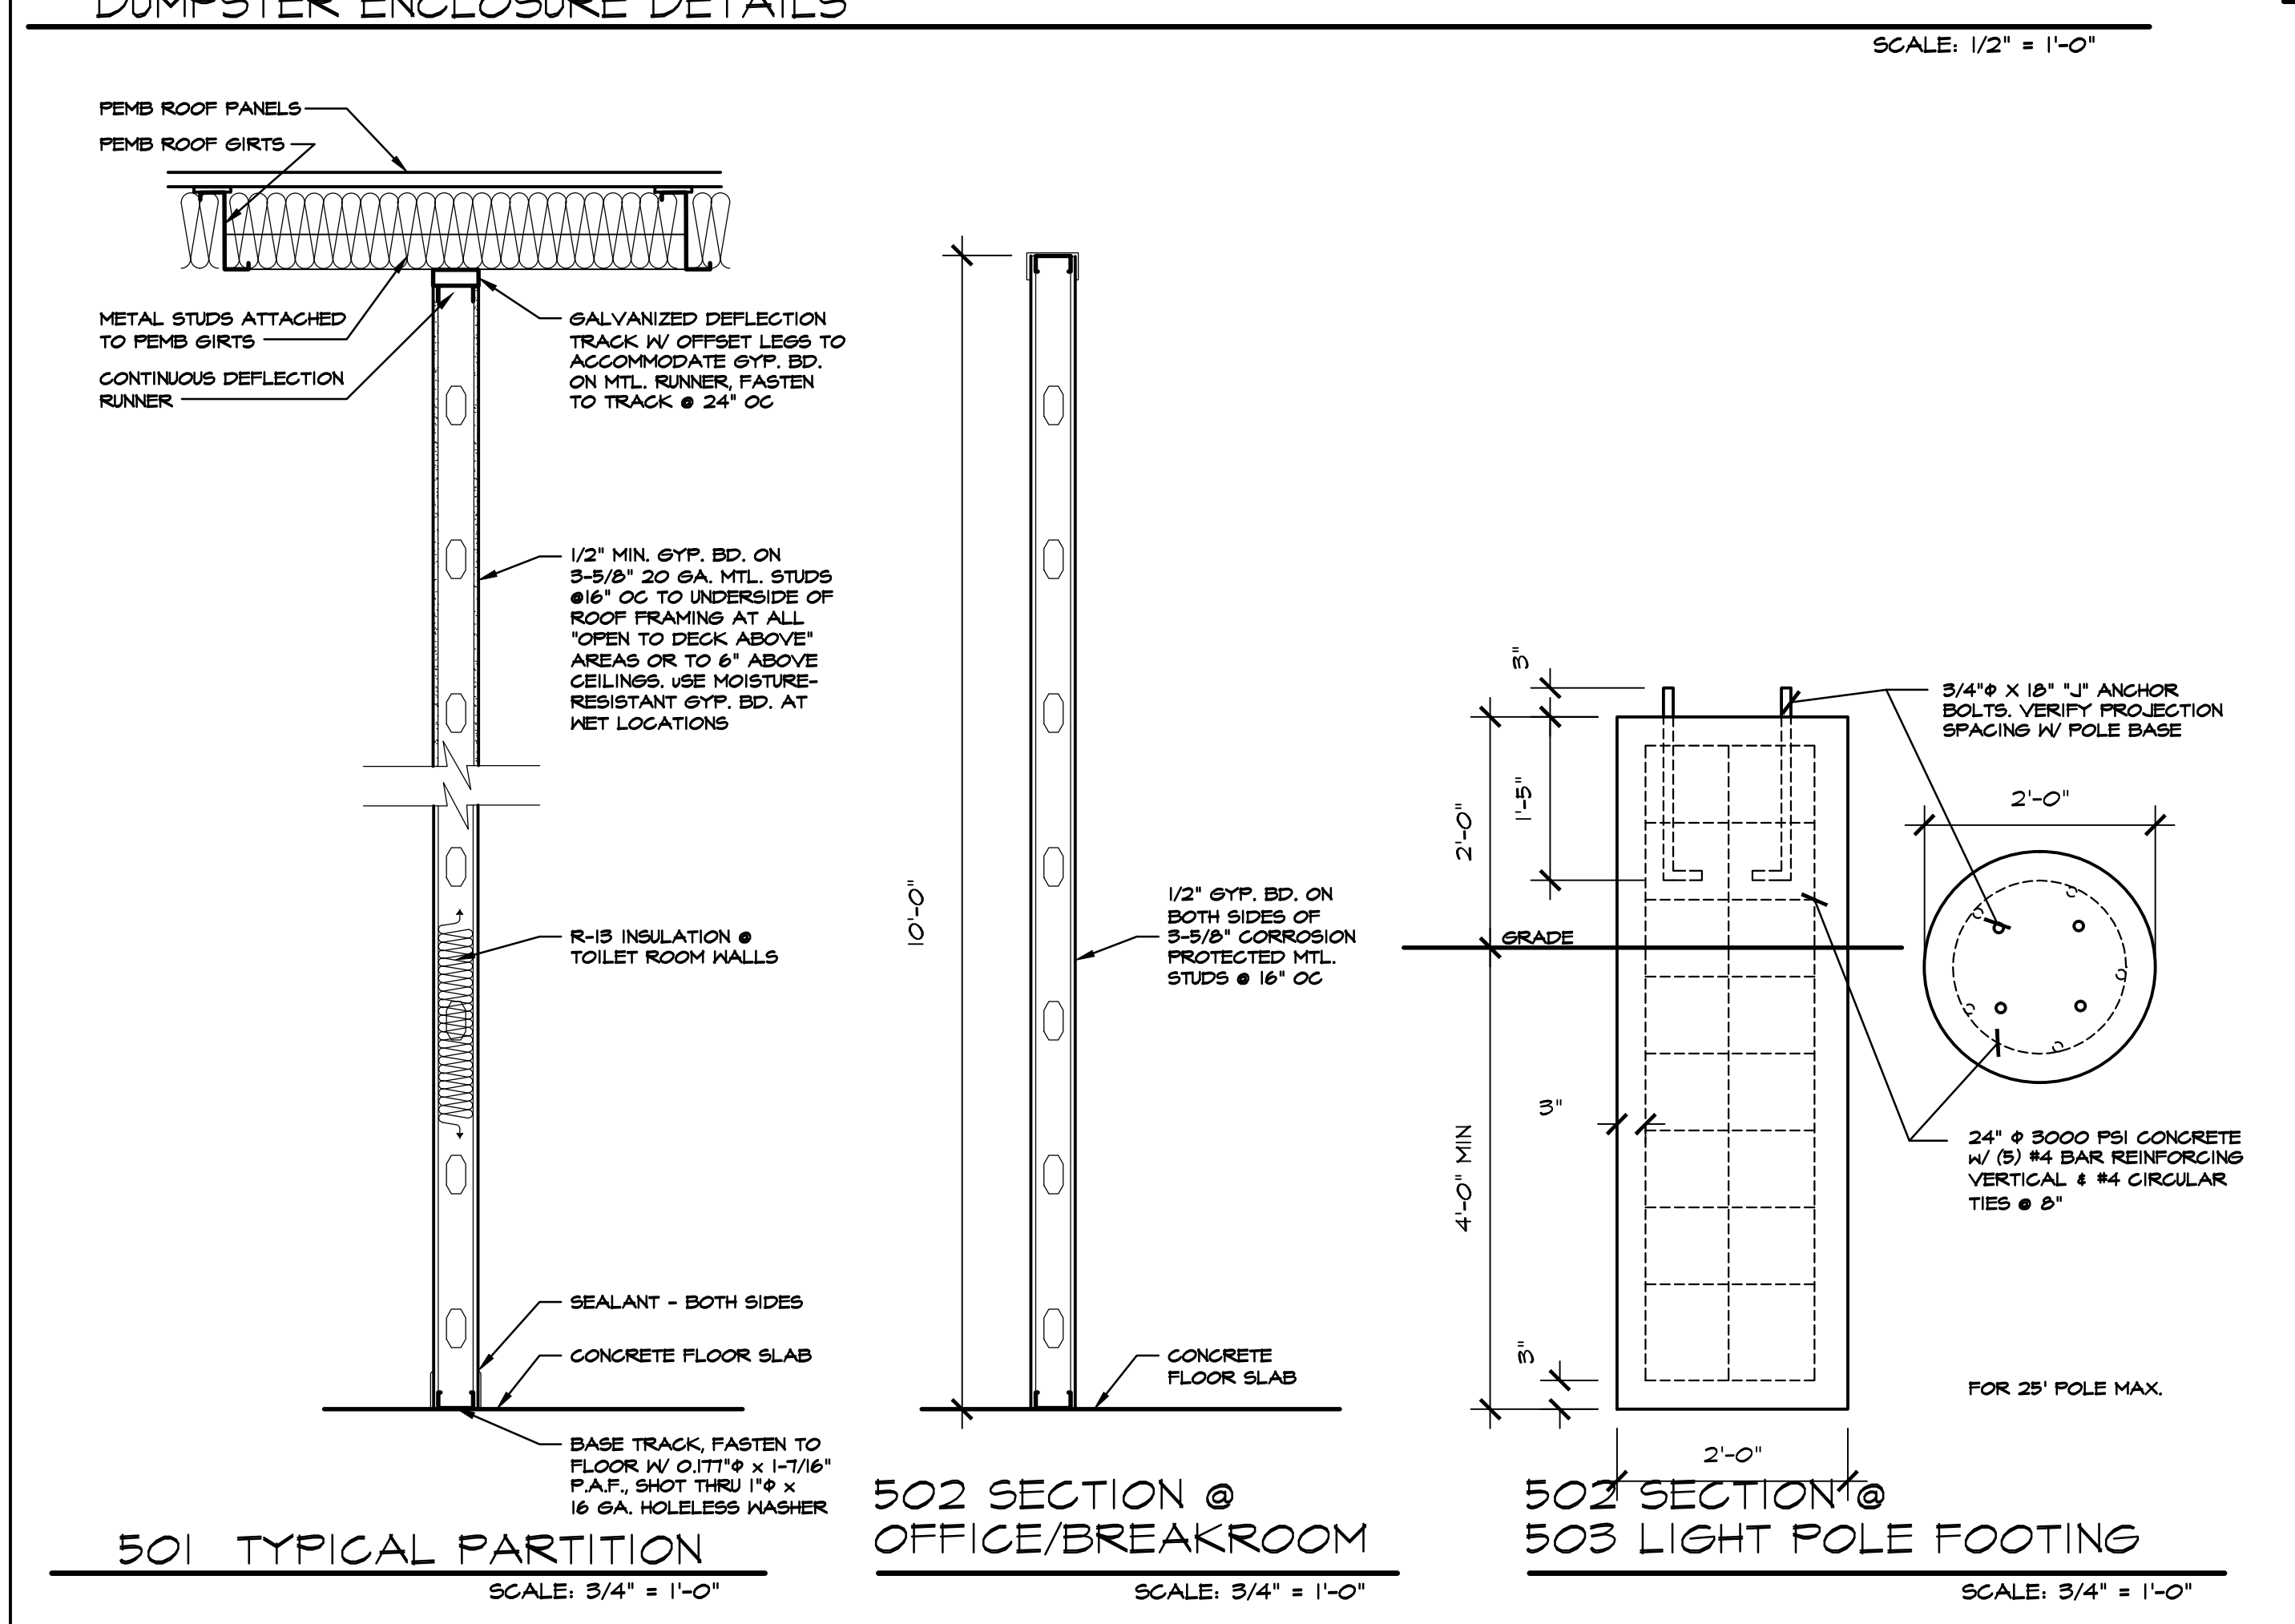 DUMPSTER ENCLOSURE DETAILS
SCALE: 1/2" = 1'-0"
PEMB ROOF PANELS
PEMB ROOF GIRTS
METAL STUDS ATTACHED
TO PEMB GIRTS
CONTINUOUS DEFLECTION
RUNNER
GALVANIZED DEFLECTION
TRACK W/ OFFSET LEGS TO
ACCOMMODATE GYP. BD.
ON MTL. RUNNER, FASTEN
TO TRACK @ 24" OC
1/2" MIN. GYP. BD. ON
3-5/8" 20 GA. MTL. STUDS
@16" OC TO UNDERSIDE OF
ROOF FRAMING AT ALL
"OPEN TO DECK ABOVE"
AREAS OR TO 6" ABOVE
CEILINGS. USE MOISTURE-
RESISTANT GYP. BD. AT
WET LOCATIONS
R-13 INSULATION @
TOILET ROOM WALLS
SEALANT - BOTH SIDES
CONCRETE FLOOR SLAB
BASE TRACK, FASTEN TO
FLOOR W/ 0.177"Φ x 1-7/16"
P.A.F., SHOT THRU 1"Φ x
16 GA. HOLELESS WASHER
501 TYPICAL PARTITION
SCALE: 3/4" = 1'-0"
10'-0"
1/2" GYP. BD. ON
BOTH SIDES OF
3-5/8" CORROSION
PROTECTED MTL.
STUDS @ 16" OC
CONCRETE
FLOOR SLAB
502 SECTION @
OFFICE/BREAKROOM
SCALE: 3/4" = 1'-0"
3"
1'-5"
2'-0"
GRADE
3"
4'-0" MIN
3"
2'-0"
3/4"Φ X 18" "J" ANCHOR
BOLTS. VERIFY PROJECTION
SPACING W/ POLE BASE
2'-0"
24" Φ 3000 PSI CONCRETE
W/ (5) #4 BAR REINFORCING
VERTICAL & #4 CIRCULAR
TIES @ 8"
FOR 25' POLE MAX.
502 SECTION @
503 LIGHT POLE FOOTING
SCALE: 3/4" = 1'-0"